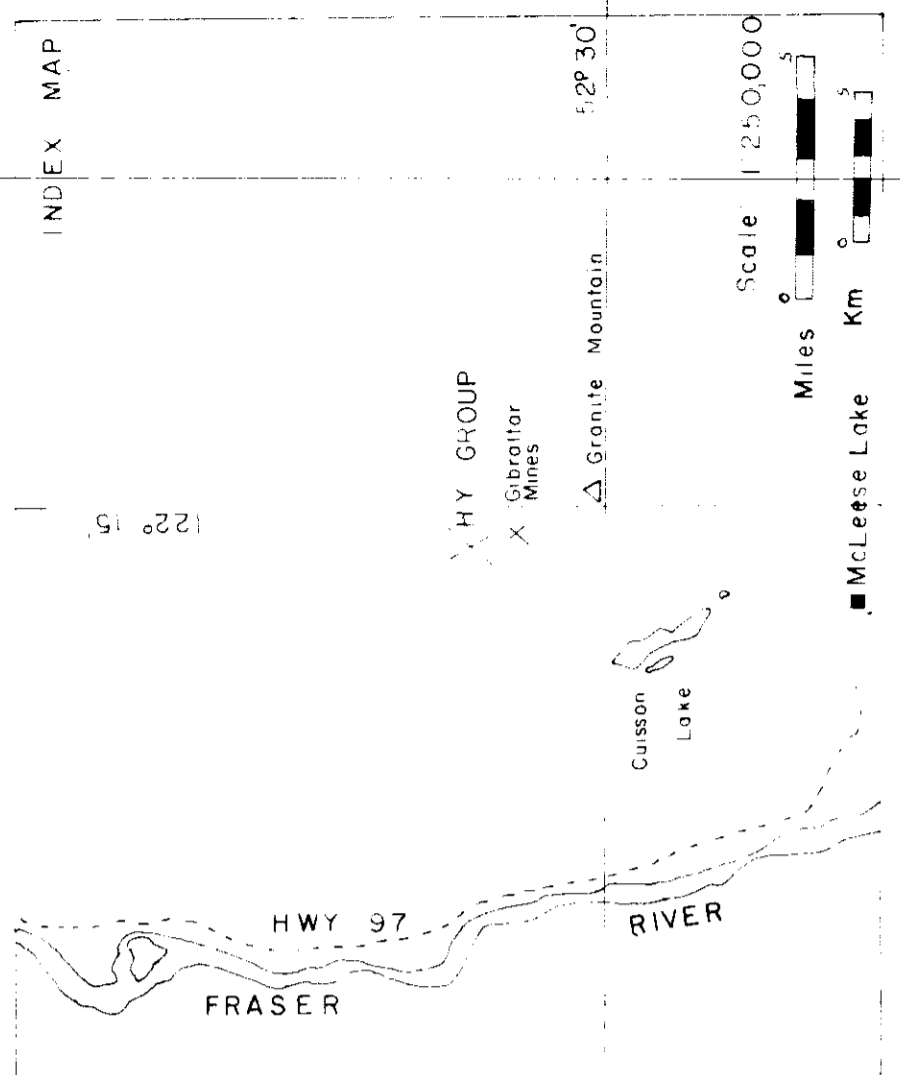 INDEX MAP
122° 15'
52° 30'
HY GROUP
Gibraltar
Mines
Granite Mountain
Scale 1:250,000
0 5
Miles
0 5
Km
McLeese Lake
Cuisson
Lake
HWY 97
FRASER
RIVER